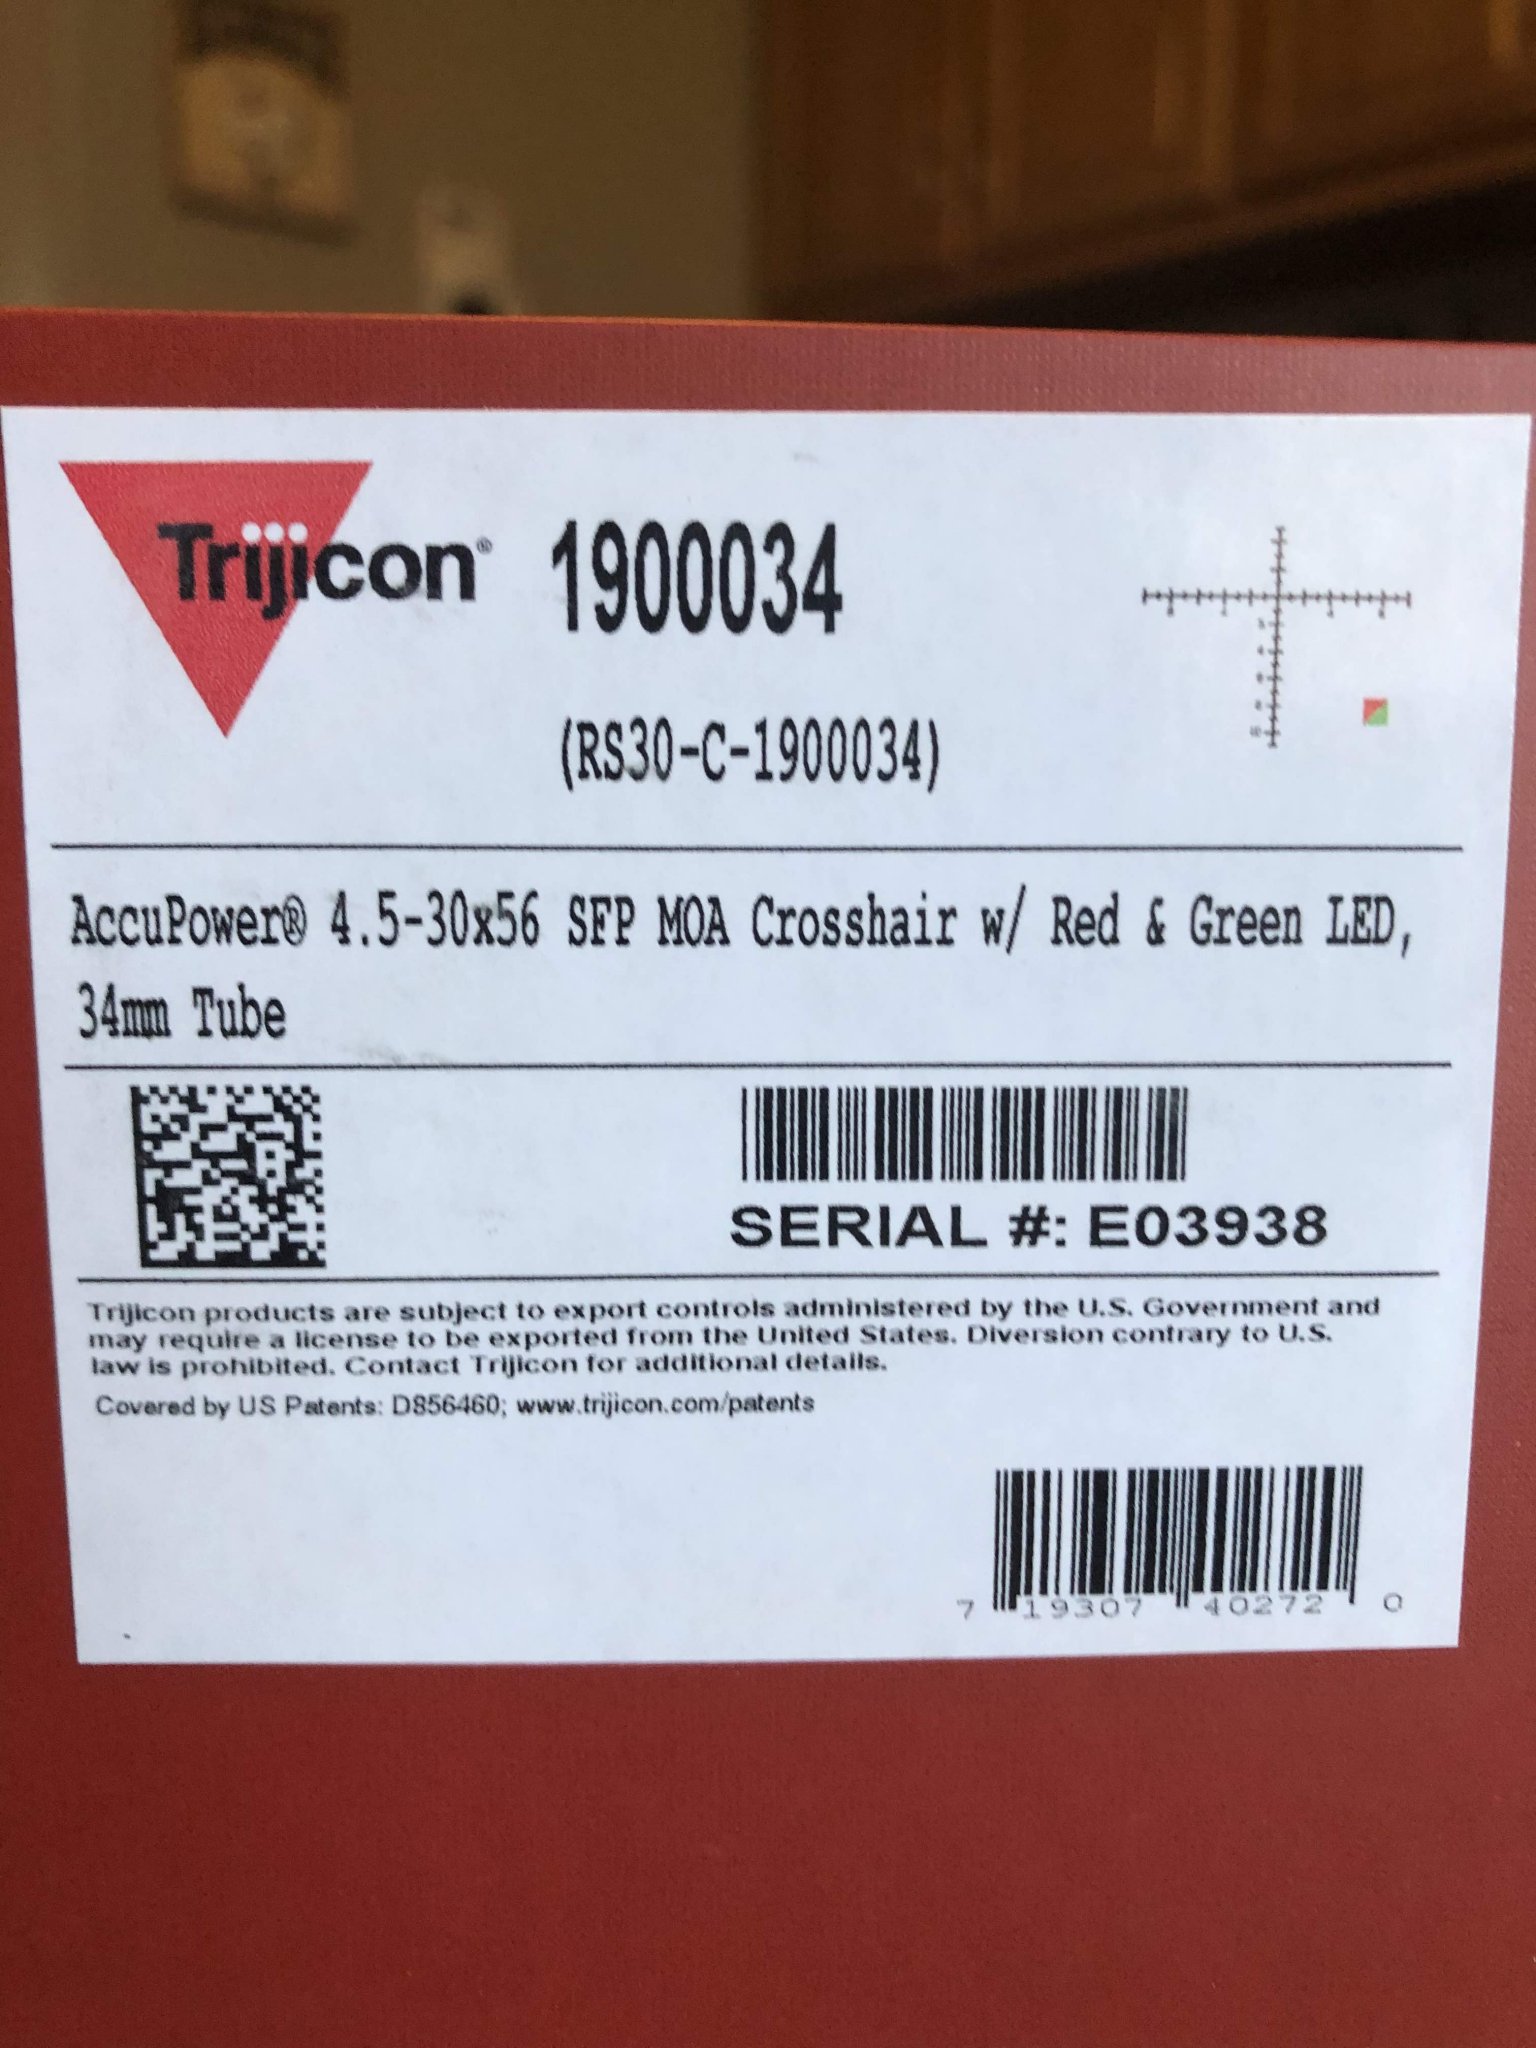 Trijicon®
1900034
(RS30-C-1900034)
AccuPower® 4.5-30x56 SFP MOA Crosshair w/ Red & Green LED,
34mm Tube
SERIAL #: E03938
Trijicon products are subject to export controls administered by the U.S. Government and
may require a license to be exported from the United States. Diversion contrary to U.S.
law is prohibited. Contact Trijicon for additional details.
Covered by US Patents: D856460; www.trijicon.com/patents
7 19307 40272 0